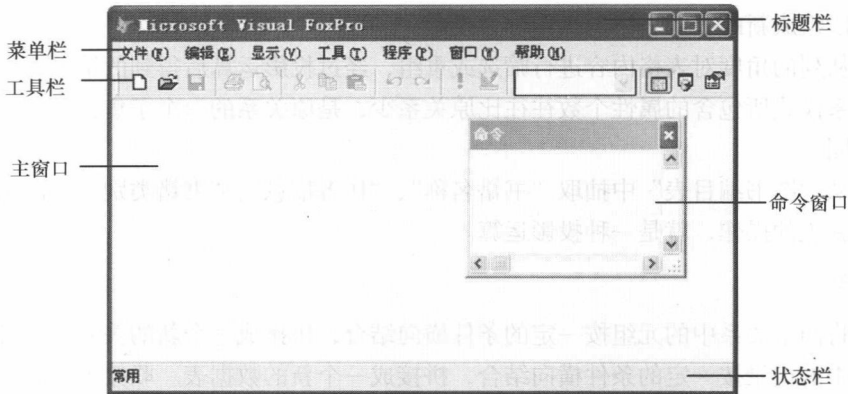 Microsoft Visual FoxPro
标题栏
菜单栏
文件(F) 编辑(E) 显示(V) 工具(T) 程序(P) 窗口(W) 帮助(H)
工具栏
命令
主窗口
命令窗口
常用
状态栏